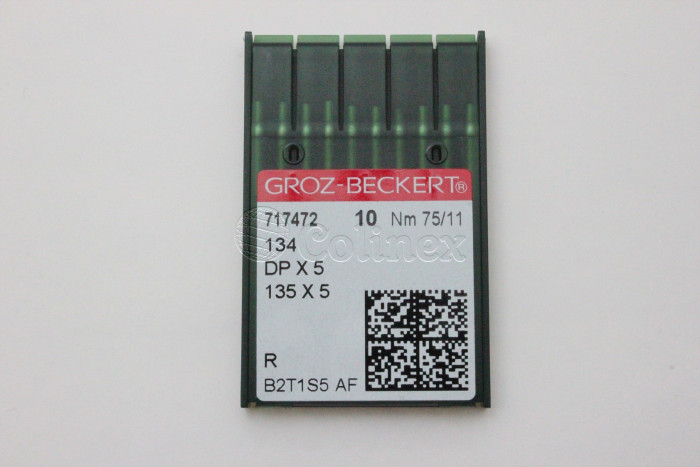 GROZ-BECKERT®
717472 10 Nm 75/11
Colinex
134
DP X 5
135 X 5
R
B2T1S5 AF